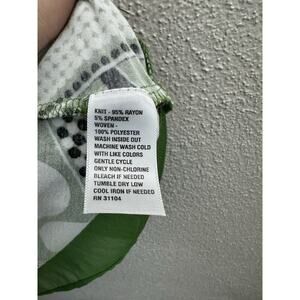 KNIT - 95% RAYON
5% SPANDEX
WOVEN -
100% POLYESTER
WASH INSIDE OUT
MACHINE WASH COLD
WITH LIKE COLORS
GENTLE CYCLE
ONLY NON-CHLORINE
BLEACH IF NEEDED
TUMBLE DRY LOW
COOL IRON IF NEEDED
RN 31104